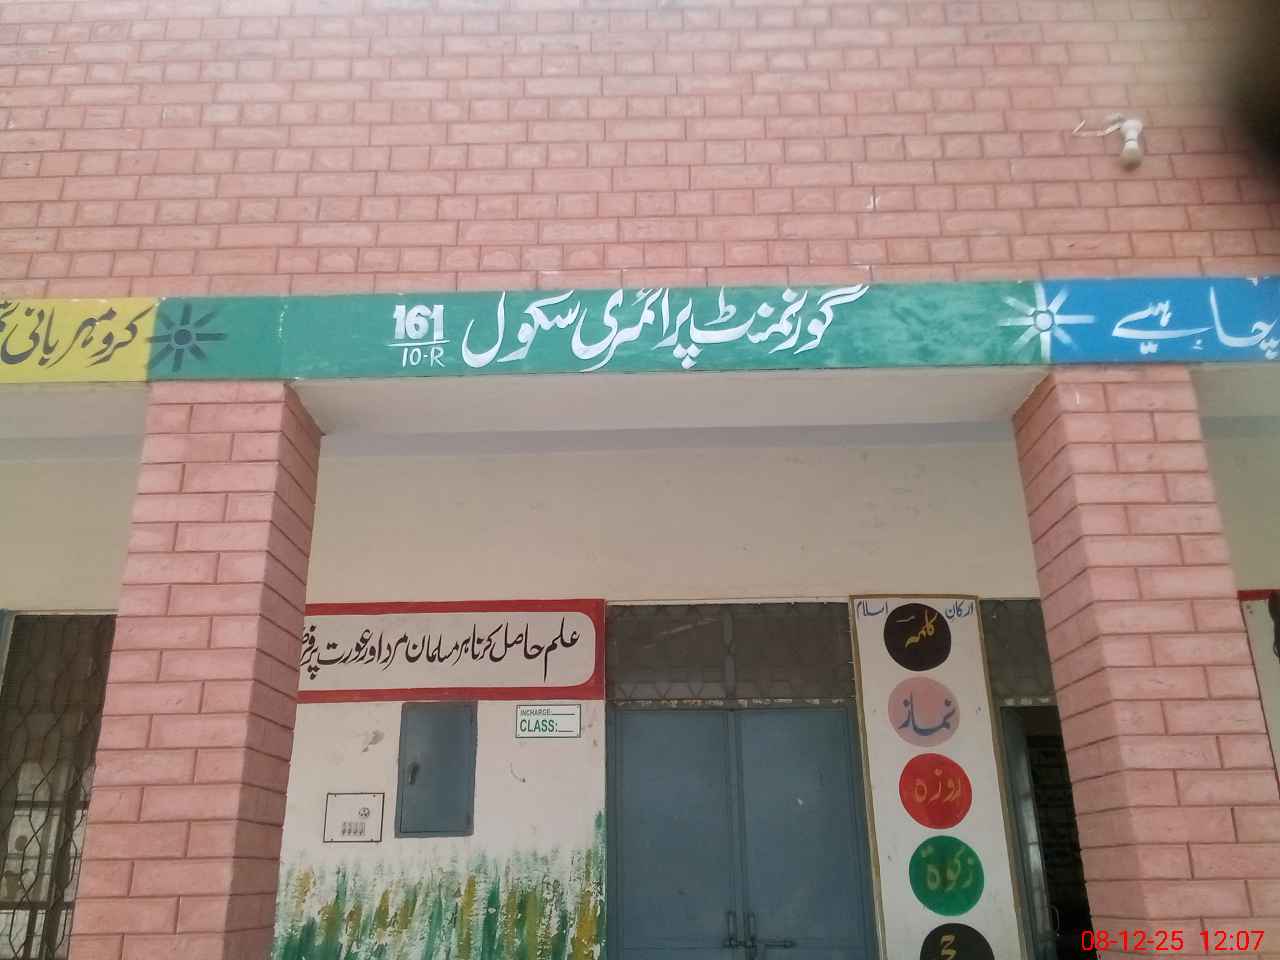 گورنمنٹ پرائمری سکول 161/10-R
چاہیے
کرو مہربانی
علم حاصل کرنا ہر مسلمان مرد اور عورت پر
INCHARGE:
CLASS:
ارکان اسلام
کلمہ
نماز
روزہ
زکوٰۃ
08-12-25 12:07